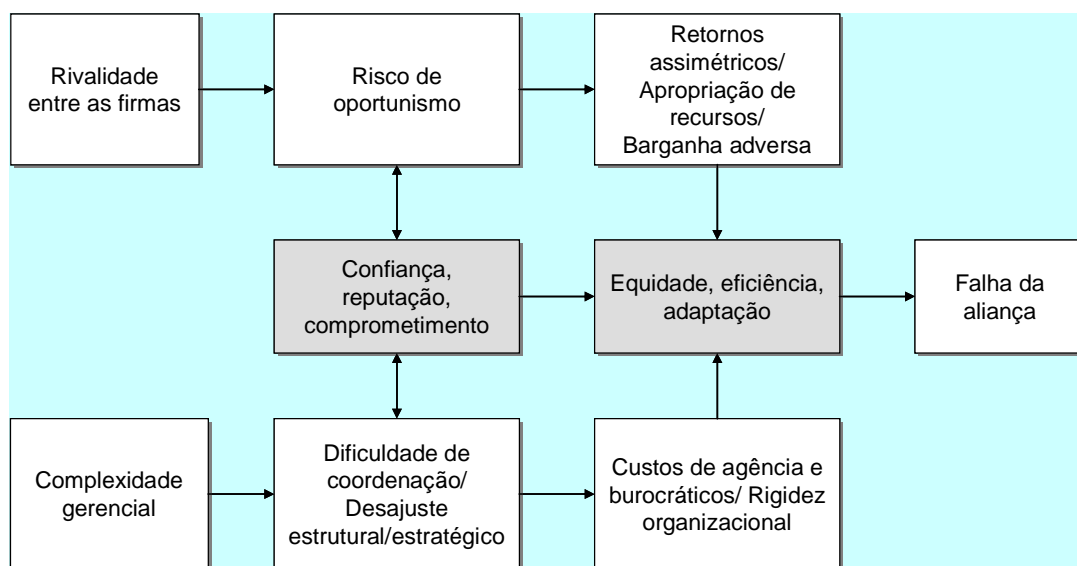 Rivalidade
entre as firmas
Risco de
oportunismo
Retornos
assimétricos/
Apropriação de
recursos/
Barganha adversa
Confiança,
reputação,
comprometimento
Equidade, eficiência,
adaptação
Falha da
aliança
Complexidade
gerencial
Dificuldade de
coordenação/
Desajuste
estrutural/estratégico
Custos de agência e
burocráticos/ Rigidez
organizacional